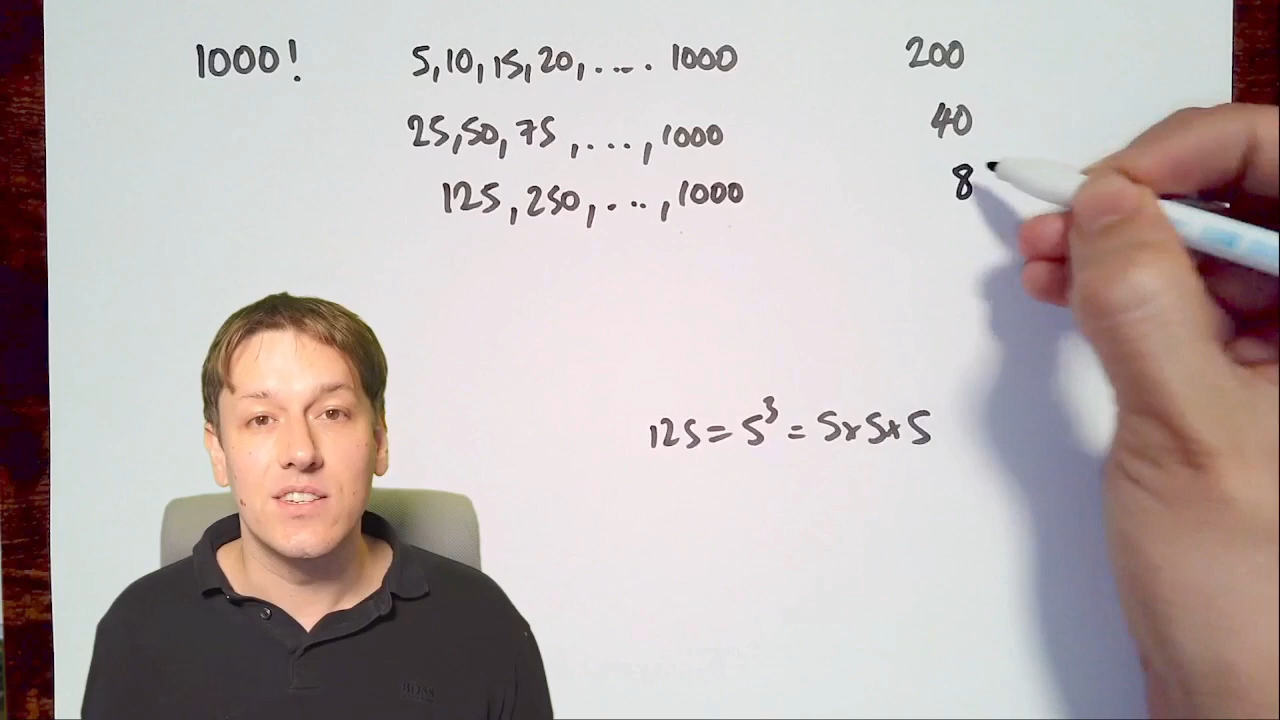 1000! 5, 10, 15, 20, .... 1000 200
25, 50, 75, ..., 1000 40
125, 250, ..., 1000 8
125 = 5³ = 5×5×5
BOSS